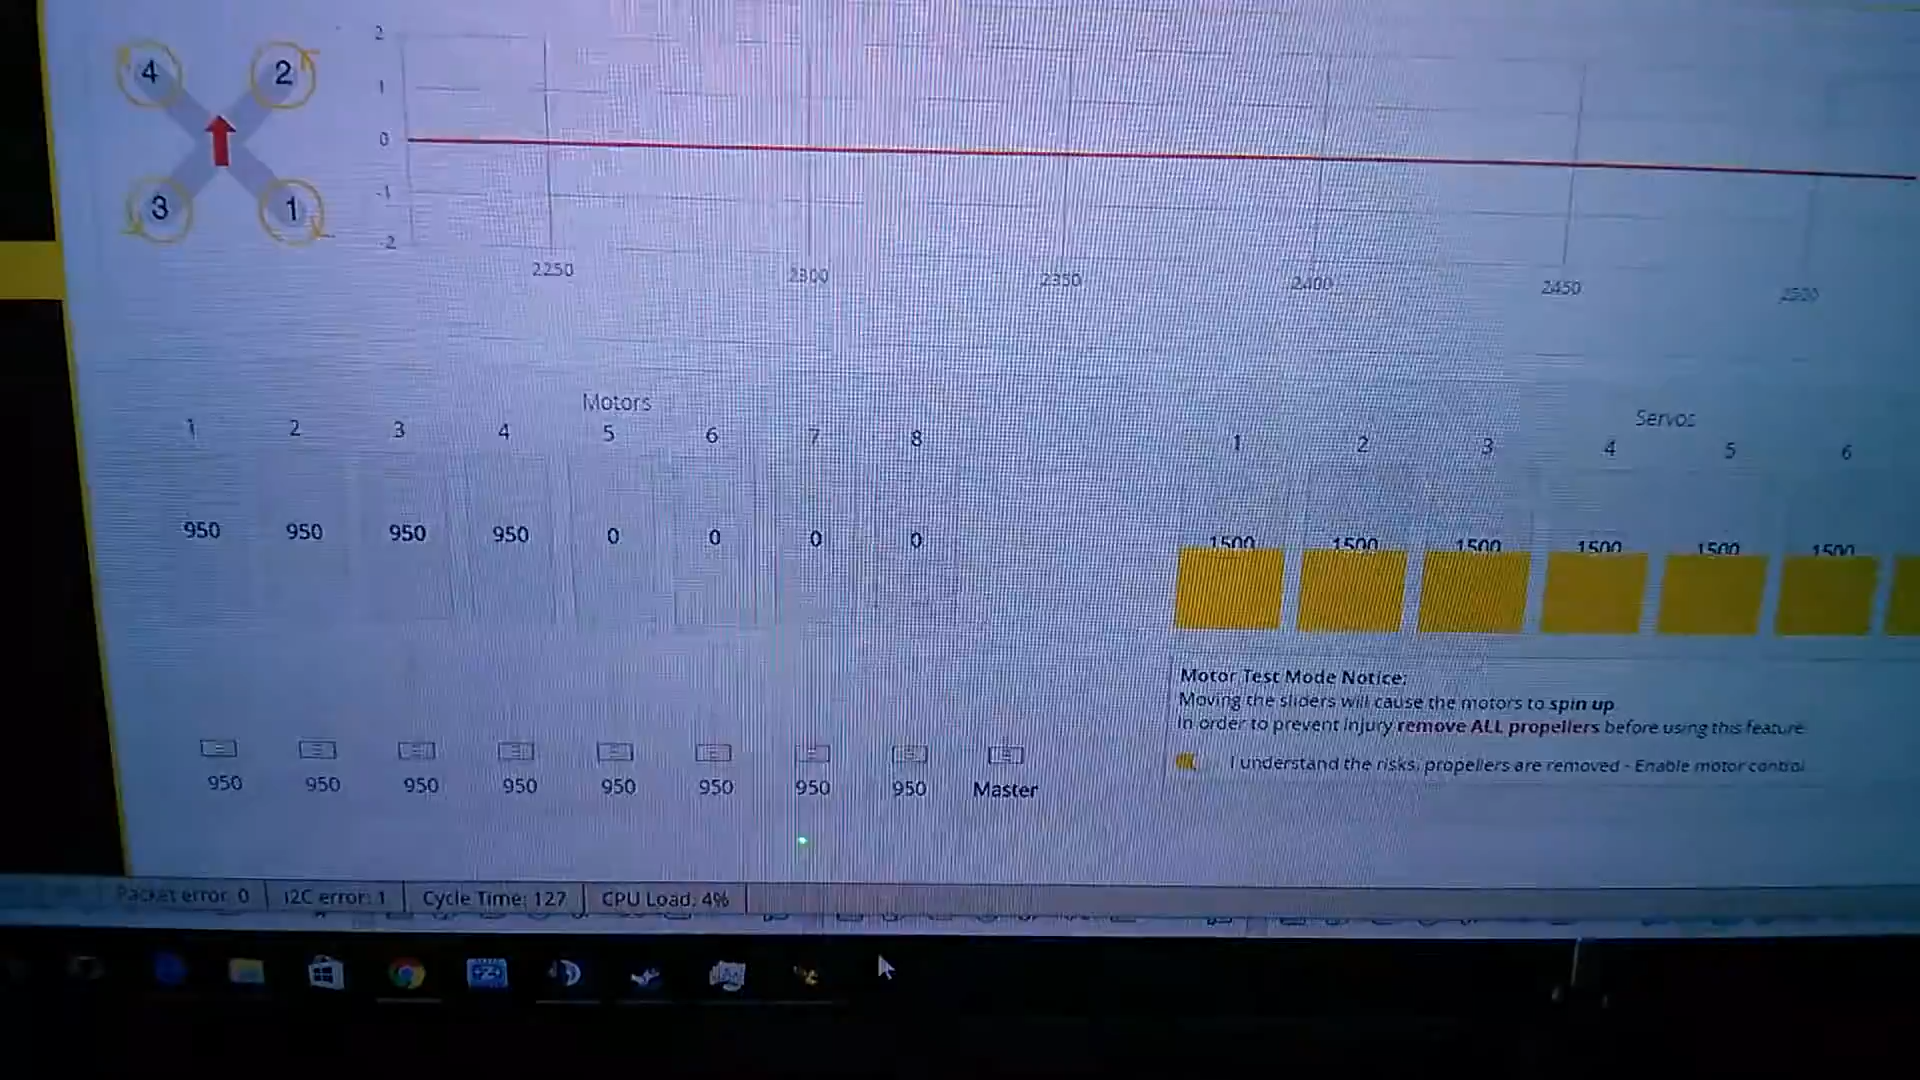 4 2
3 1
2
1
0
-1
-2
2250 2300 2350 2400 2450 2500
Motors
1 2 3 4 5 6 7 8
950 950 950 950 0 0 0 0
950 950 950 950 950 950 950 950 Master
Servos
1 2 3 4 5 6
1500 1500 1500 1500 1500 1500
Motor Test Mode Notice:
Moving the sliders will cause the motors to spin up.
In order to prevent injury remove ALL propellers before using this feature.
I understand the risks, propellers are removed - Enable motor control.
Packet error: 0 I2C error: 1 Cycle Time: 127 CPU Load: 4%